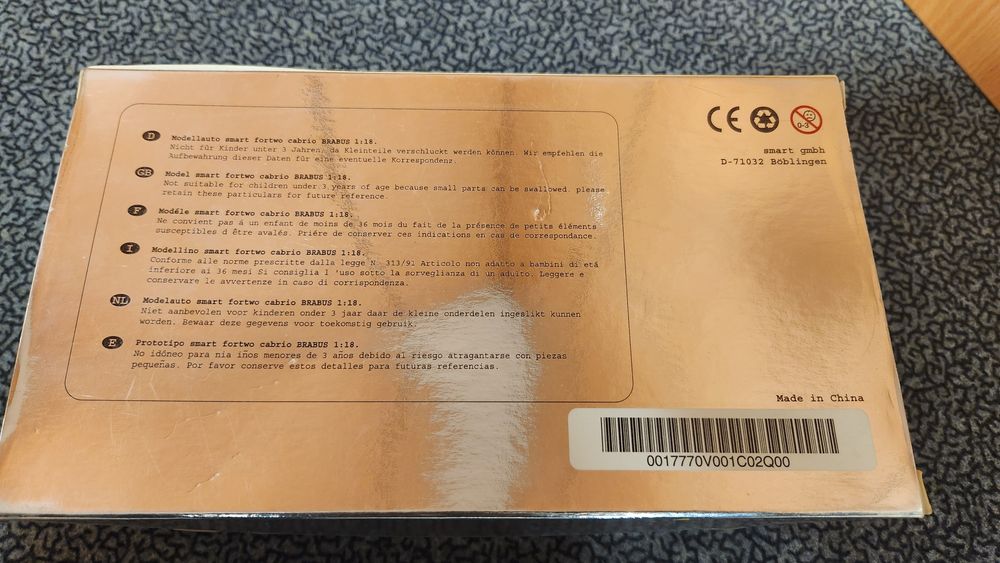 D
Modellauto smart fortwo cabrio BRABUS 1:18.
Nicht für Kinder unter 3 Jahren, da Kleinteile verschluckt werden können. Wir empfehlen die
Aufbewahrung dieser Daten für eine eventuelle Korrespondenz.
GB
Model smart fortwo cabrio BRABUS 1:18.
Not suitable for children under 3 years of age because small parts can be swallowed. please
retain these particulars for future reference.
F
Modéle smart fortwo cabrio BRABUS 1:18.
Ne convient pas á un enfant de moins de 36 mois du fait de la présence de petits éléments
susceptibles d être avalés. Priére de conserver ces indications en cas de correspondance.
I
Modellino smart fortwo cabrio BRABUS 1:18.
Conforme alle norme prescritte dalla legge N. 313/91 Articolo non adatto a bambini di etá
inferiore ai 36 mesi Si consiglia l 'uso sotto la sorveglianza di un adulto. Leggere e
conservare le avvertenze in caso di corrispondenza.
NL
Modelauto smart fortwo cabrio BRABUS 1:18.
Niet aanbevolen voor kinderen onder 3 jaar daar de kleine onderdelen ingeslikt kunnen
worden. Bewaar deze gegevens voor toekomstig gebruik.
E
Prototipo smart fortwo cabrio BRABUS 1:18.
No idóneo para nia iños menores de 3 años debido al riesgo atragantarse con piezas
pequeñas. Por favor conserve estos detalles para futuras referencias.
CE
0-3
smart gmbh
D-71032 Böblingen
Made in China
0017770V001C02Q00